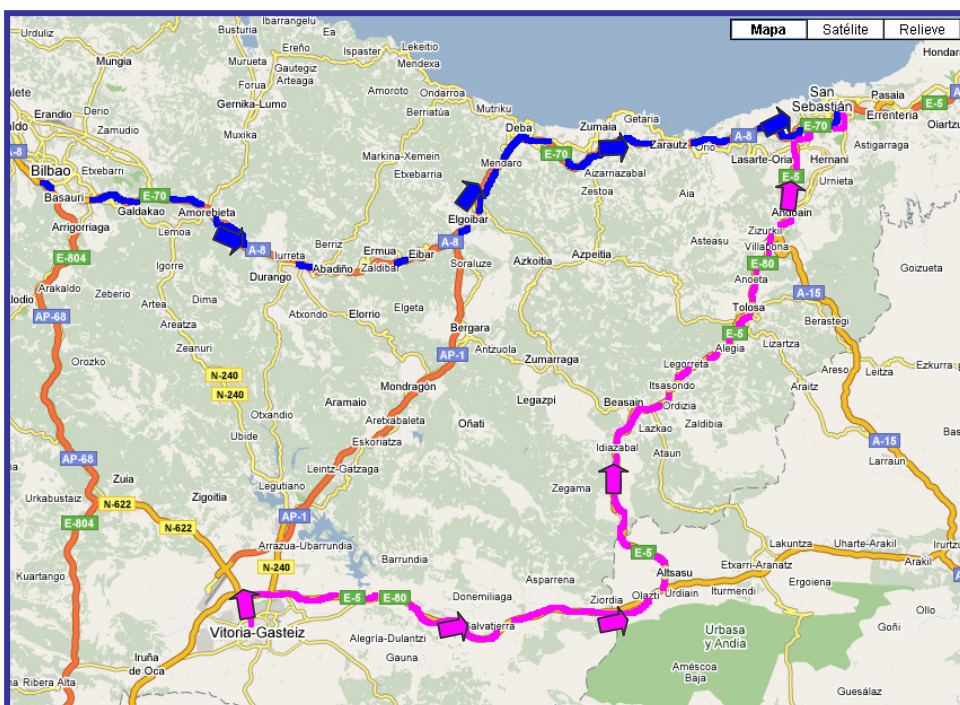 Mapa Satélite Relieve
Ibarrangelu
Urduliz
Ea
Ereño
Ispaster
Lekeitio
Mungia
Murueta
Gautegiz
Arteaga
Mendexa
Hondarri
Forua
Amoroto
Ondarroa
San
Sebastián
Pasaia
E-5
Gernika-Lumo
Berriatúa
Mutriku
Getaria
Errenteria
Derio
Erandio
Zamudio
Muxika
Deba
Zumaia
A-8
E-70
Oiartzu
Markina-Xemein
Mendaro
E-70
Zarautz
Orio
Astigarraga
A-8
Etxebarri
Etxebarria
Aizarnazabal
Lasarte-Oria
Hernani
Bilbao
Basauri
E-70
Galdakao
Amorebieta
Zestoa
Aia
E-5
Urnieta
Arrigorriaga
Lemoa
Elgoibar
Andoain
E-804
A-8
Iurreta
Berriz
Ermua
Eibar
A-8
Zizurkil
Villabona
Asteasu
Igorre
Durango
Abadiño
Zaldibar
Soraluze
Azkoitia
Azpeitia
E-80
Goizueta
Arakaldo
Zeberio
Dima
Anoeta
A-15
Artea
Elgeta
Tolosa
AP-68
Areatza
Atxondo
Elorrio
Bergara
E-5
Berastegi
Orozko
Zeanuri
AP-1
Antzuola
Zumarraga
Alegia
Lizartza
Legorreta
Areso
N-240
Mondragón
Itsasondo
Araitz
Leitza
Ezkurra
N-240
Aramaio
Legazpi
Beasain
Ordizia
Otxandio
Aretxabaleta
Oñati
Lazkao
Zaldibia
Ubide
Eskoriatza
Idiazabal
Ataun
A-15
AP-68
Zuia
Leintz-Gatzaga
Larraun
Urkabustaiz
Zigoitia
Legutiano
Zegama
N-622
AP-1
E-804
N-622
Arrazua-Ubarrundia
E-5
Lakuntza
Uharte-Arakil
Irurtzu
Kuartango
N-240
Barrundia
Asparrena
Altsasu
Etxarri-Aranatz
Arakil
E-5
E-80
Donemiliaga
Ziordia
Olazti
Urdiain
Iturmendi
Ergoiena
Vitoria-Gasteiz
Alegria-Dulantzi
Salvatierra
Urbasa
y Andia
Ollo
Goñi
Iruña
de Oca
Gauna
Améscoa
Baja
Ribera Alta
Guesálaz